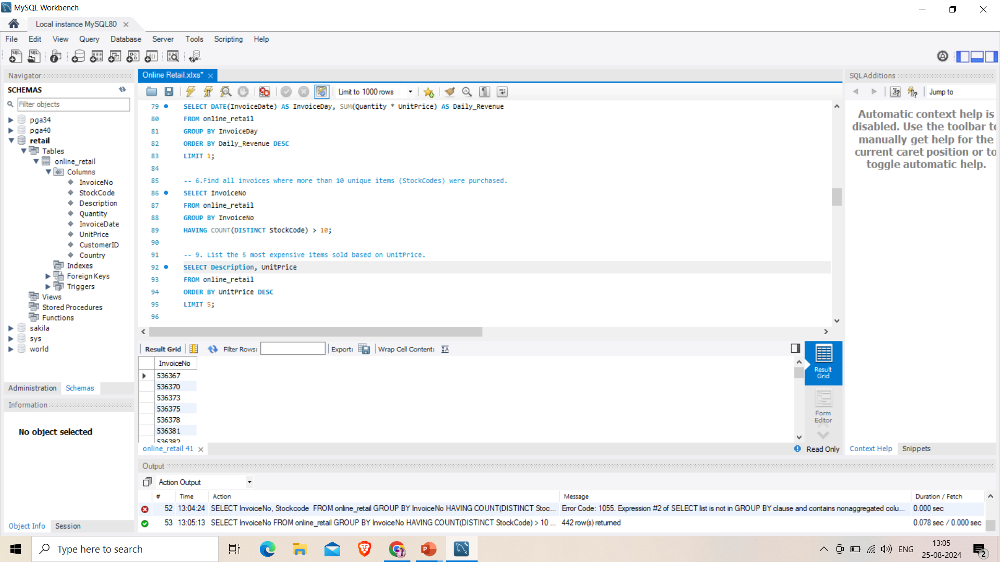 MySQL Workbench
Local instance MySQL80
File Edit View Query Database Server Tools Scripting Help
Navigator
SCHEMAS
Filter objects
pga34
pga40
retail
Tables
online_retail
Columns
InvoiceNo
StockCode
Description
Quantity
InvoiceDate
UnitPrice
CustomerID
Country
Indexes
Foreign Keys
Triggers
Views
Stored Procedures
Functions
sakila
sys
world
Administration Schemas
Information
No object selected
Object Info Session
Online Retail.xlxs*
Limit to 1000 rows
79 SELECT DATE(InvoiceDate) AS InvoiceDay, SUM(Quantity * UnitPrice) AS Daily_Revenue
80 FROM online_retail
81 GROUP BY InvoiceDay
82 ORDER BY Daily_Revenue DESC
83 LIMIT 1;
84
85 -- 6.Find all invoices where more than 10 unique items (StockCodes) were purchased.
86 SELECT InvoiceNo
87 FROM online_retail
88 GROUP BY InvoiceNo
89 HAVING COUNT(DISTINCT StockCode) > 10;
90
91 -- 9. List the 5 most expensive items sold based on UnitPrice.
92 SELECT Description, UnitPrice
93 FROM online_retail
94 ORDER BY UnitPrice DESC
95 LIMIT 5;
96
Result Grid Filter Rows: Export: Wrap Cell Content:
InvoiceNo
536367
536370
536373
536375
536378
536381
536382
Result Grid
Form Editor
online_retail 41
Read Only
SQLAdditions
Jump to
Automatic context help is
disabled. Use the toolbar to
manually get help for the
current caret position or to
toggle automatic help.
Context Help Snippets
Output
Action Output
# Time Action Message Duration / Fetch
52 13:04:24 SELECT InvoiceNo, Stockcode FROM online_retail GROUP BY InvoiceNo HAVING COUNT(DISTINCT Stoc... Error Code: 1055. Expression #2 of SELECT list is not in GROUP BY clause and contains nonaggregated colu... 0.000 sec
53 13:05:13 SELECT InvoiceNo FROM online_retail GROUP BY InvoiceNo HAVING COUNT(DISTINCT StockCode) > 10 ... 442 row(s) returned 0.078 sec / 0.000 sec
Type here to search
ENG
13:05
25-08-2024
2